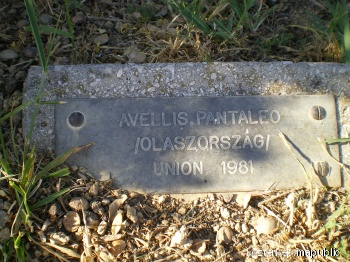 AVELLIS PANTALEO
/OLASZORSZÁG/
UNION 1981